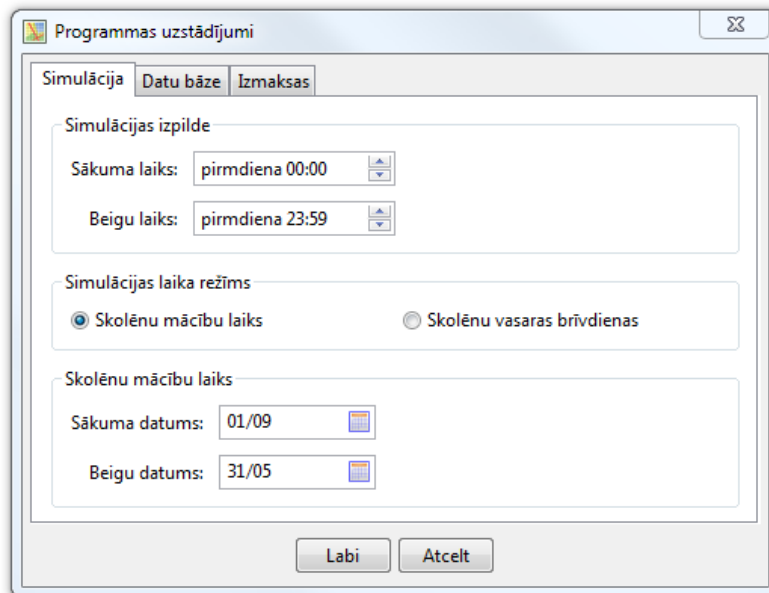 Programmas uzstādījumi
Simulācija Datu bāze Izmaksas
Simulācijas izpilde
Sākuma laiks: pirmdiena 00:00
Beigu laiks: pirmdiena 23:59
Simulācijas laika režīms
Skolēnu mācību laiks Skolēnu vasaras brīvdienas
Skolēnu mācību laiks
Sākuma datums: 01/09
Beigu datums: 31/05
Labi Atcelt